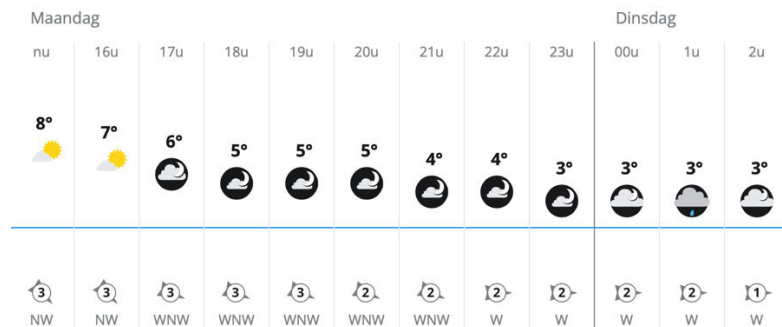 Maandag Dinsdag
nu 16u 17u 18u 19u 20u 21u 22u 23u 00u 1u 2u
8° 7° 6° 5° 5° 5° 4° 4° 3° 3° 3° 3°
3 3 3 3 3 2 2 2 2 2 2 1
NW NW WNW WNW WNW WNW WNW W W W W W